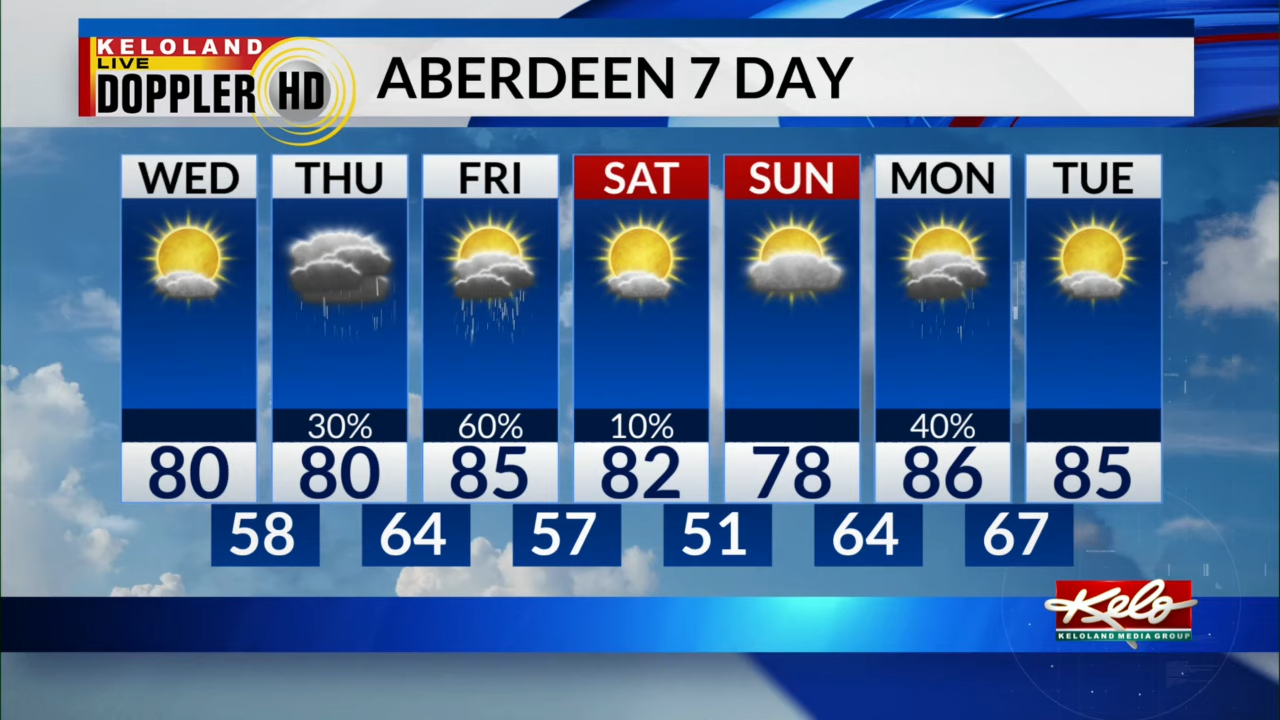 KELOLAND
LIVE
DOPPLER HD
ABERDEEN 7 DAY
WED THU FRI SAT SUN MON TUE
30% 60% 10% 40%
80 80 85 82 78 86 85
58 64 57 51 64 67
Kelo
KELOLAND MEDIA GROUP